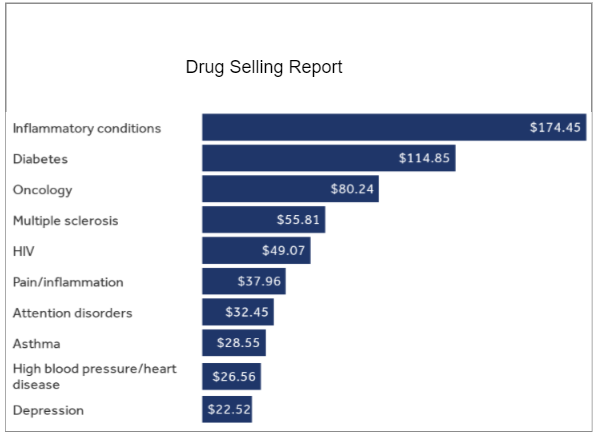 Drug Selling Report
Inflammatory conditions $174.45
Diabetes $114.85
Oncology $80.24
Multiple sclerosis $55.81
HIV $49.07
Pain/inflammation $37.96
Attention disorders $32.45
Asthma $28.55
High blood pressure/heart
disease $26.56
Depression $22.52